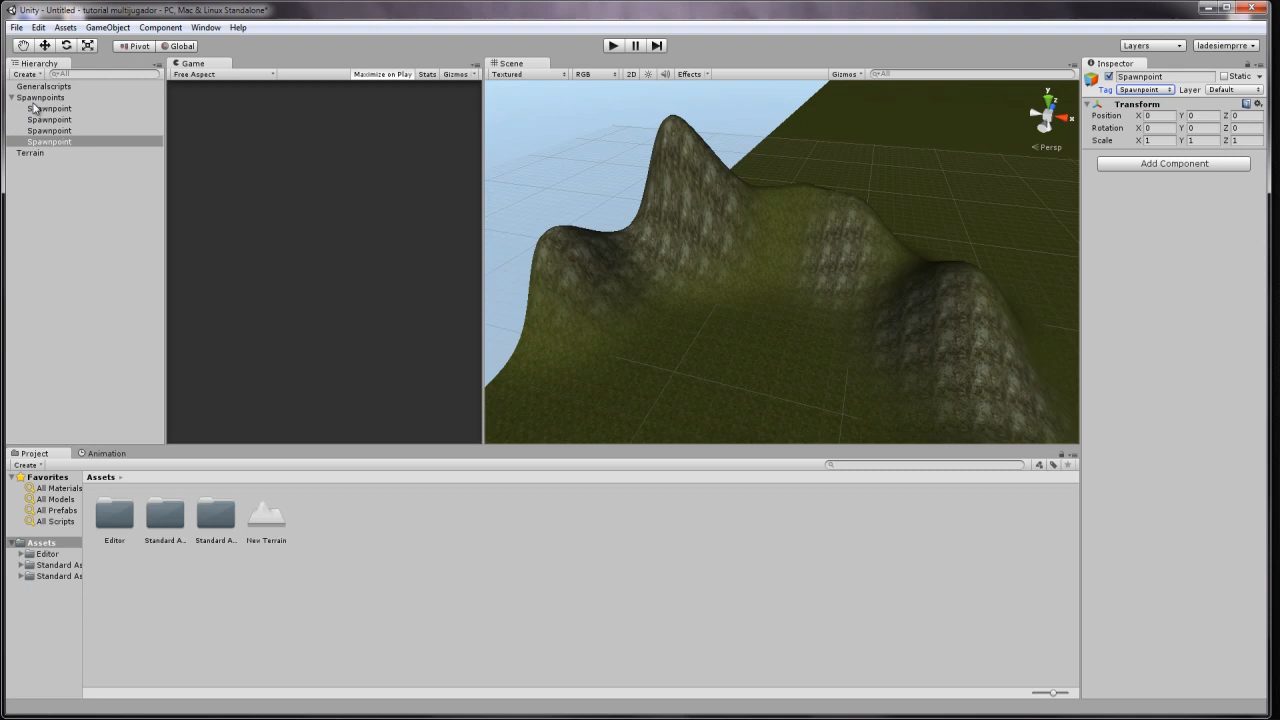 Unity - Untitled - tutorial multijugador - PC, Mac & Linux Standalone*
File Edit Assets GameObject Component Window Help
Pivot Global Layers ladesiemprre
Hierarchy Game Scene Inspector
Create All Free Aspect Maximize on Play Stats Gizmos Textured RGB 2D Effects Gizmos All Spawnpoint Static
Generalscripts
Tag Spawnpoint Layer Default
Spawnpoints
Transform
Spawnpoint
Position X 0 Y 0 Z 0
Spawnpoint
Rotation X 0 Y 0 Z 0
Spawnpoint
Scale X 1 Y 1 Z 1
Spawnpoint
Terrain
y
z
x
Persp
Add Component
Project Animation
Create
Favorites Assets
All Materials
All Models
All Prefabs
All Scripts
Editor Standard A... Standard A... New Terrain
Assets
Editor
Standard As
Standard As